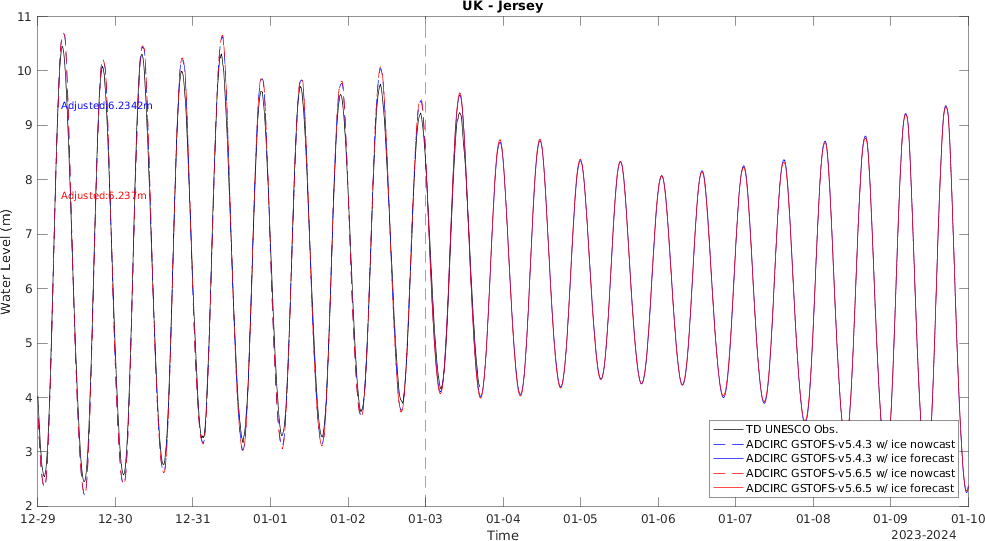 UK - Jersey
11
10
9
8
7
6
5
4
3
2
Water Level (m)
Adjusted:6.2342m
Adjusted:6.237m
TD UNESCO Obs.
ADCIRC GSTOFS-v5.4.3 w/ ice nowcast
ADCIRC GSTOFS-v5.4.3 w/ ice forecast
ADCIRC GSTOFS-v5.6.5 w/ ice nowcast
ADCIRC GSTOFS-v5.6.5 w/ ice forecast
12-29 12-30 12-31 01-01 01-02 01-03 01-04 01-05 01-06 01-07 01-08 01-09 01-10
Time
2023-2024